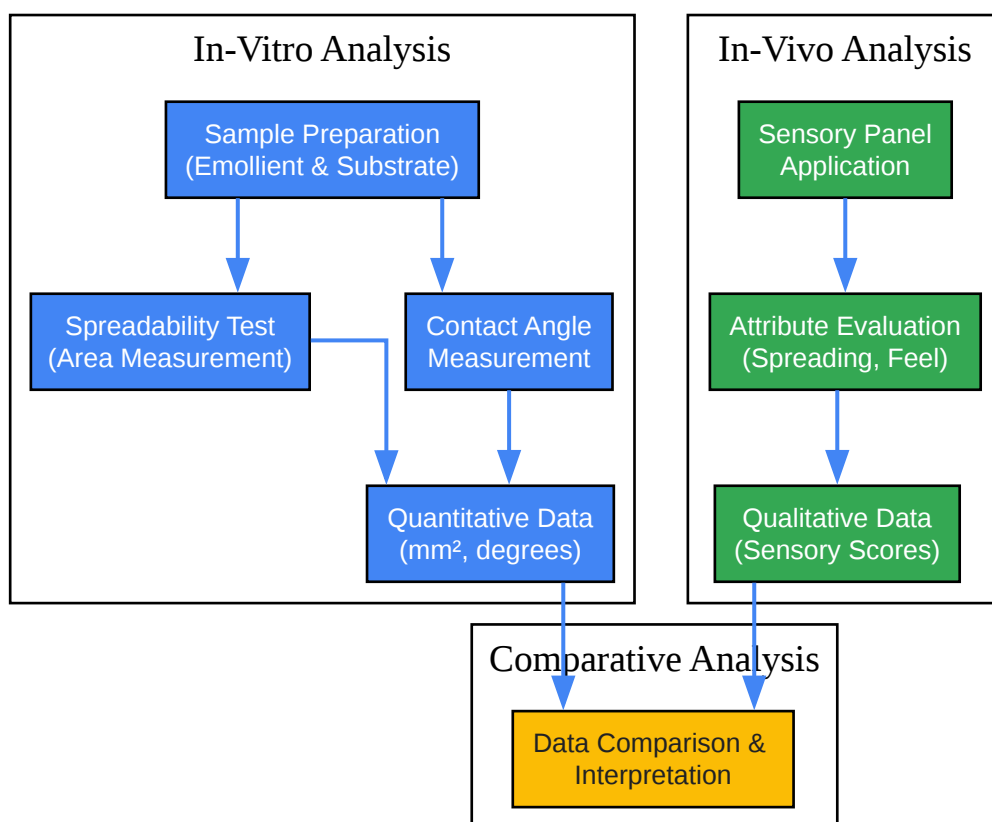 In-Vitro Analysis
Sample Preparation
(Emollient & Substrate)
Spreadability Test
(Area Measurement)
Contact Angle
Measurement
Quantitative Data
(mm², degrees)
In-Vivo Analysis
Sensory Panel
Application
Attribute Evaluation
(Spreading, Feel)
Qualitative Data
(Sensory Scores)
Comparative Analysis
Data Comparison &
Interpretation